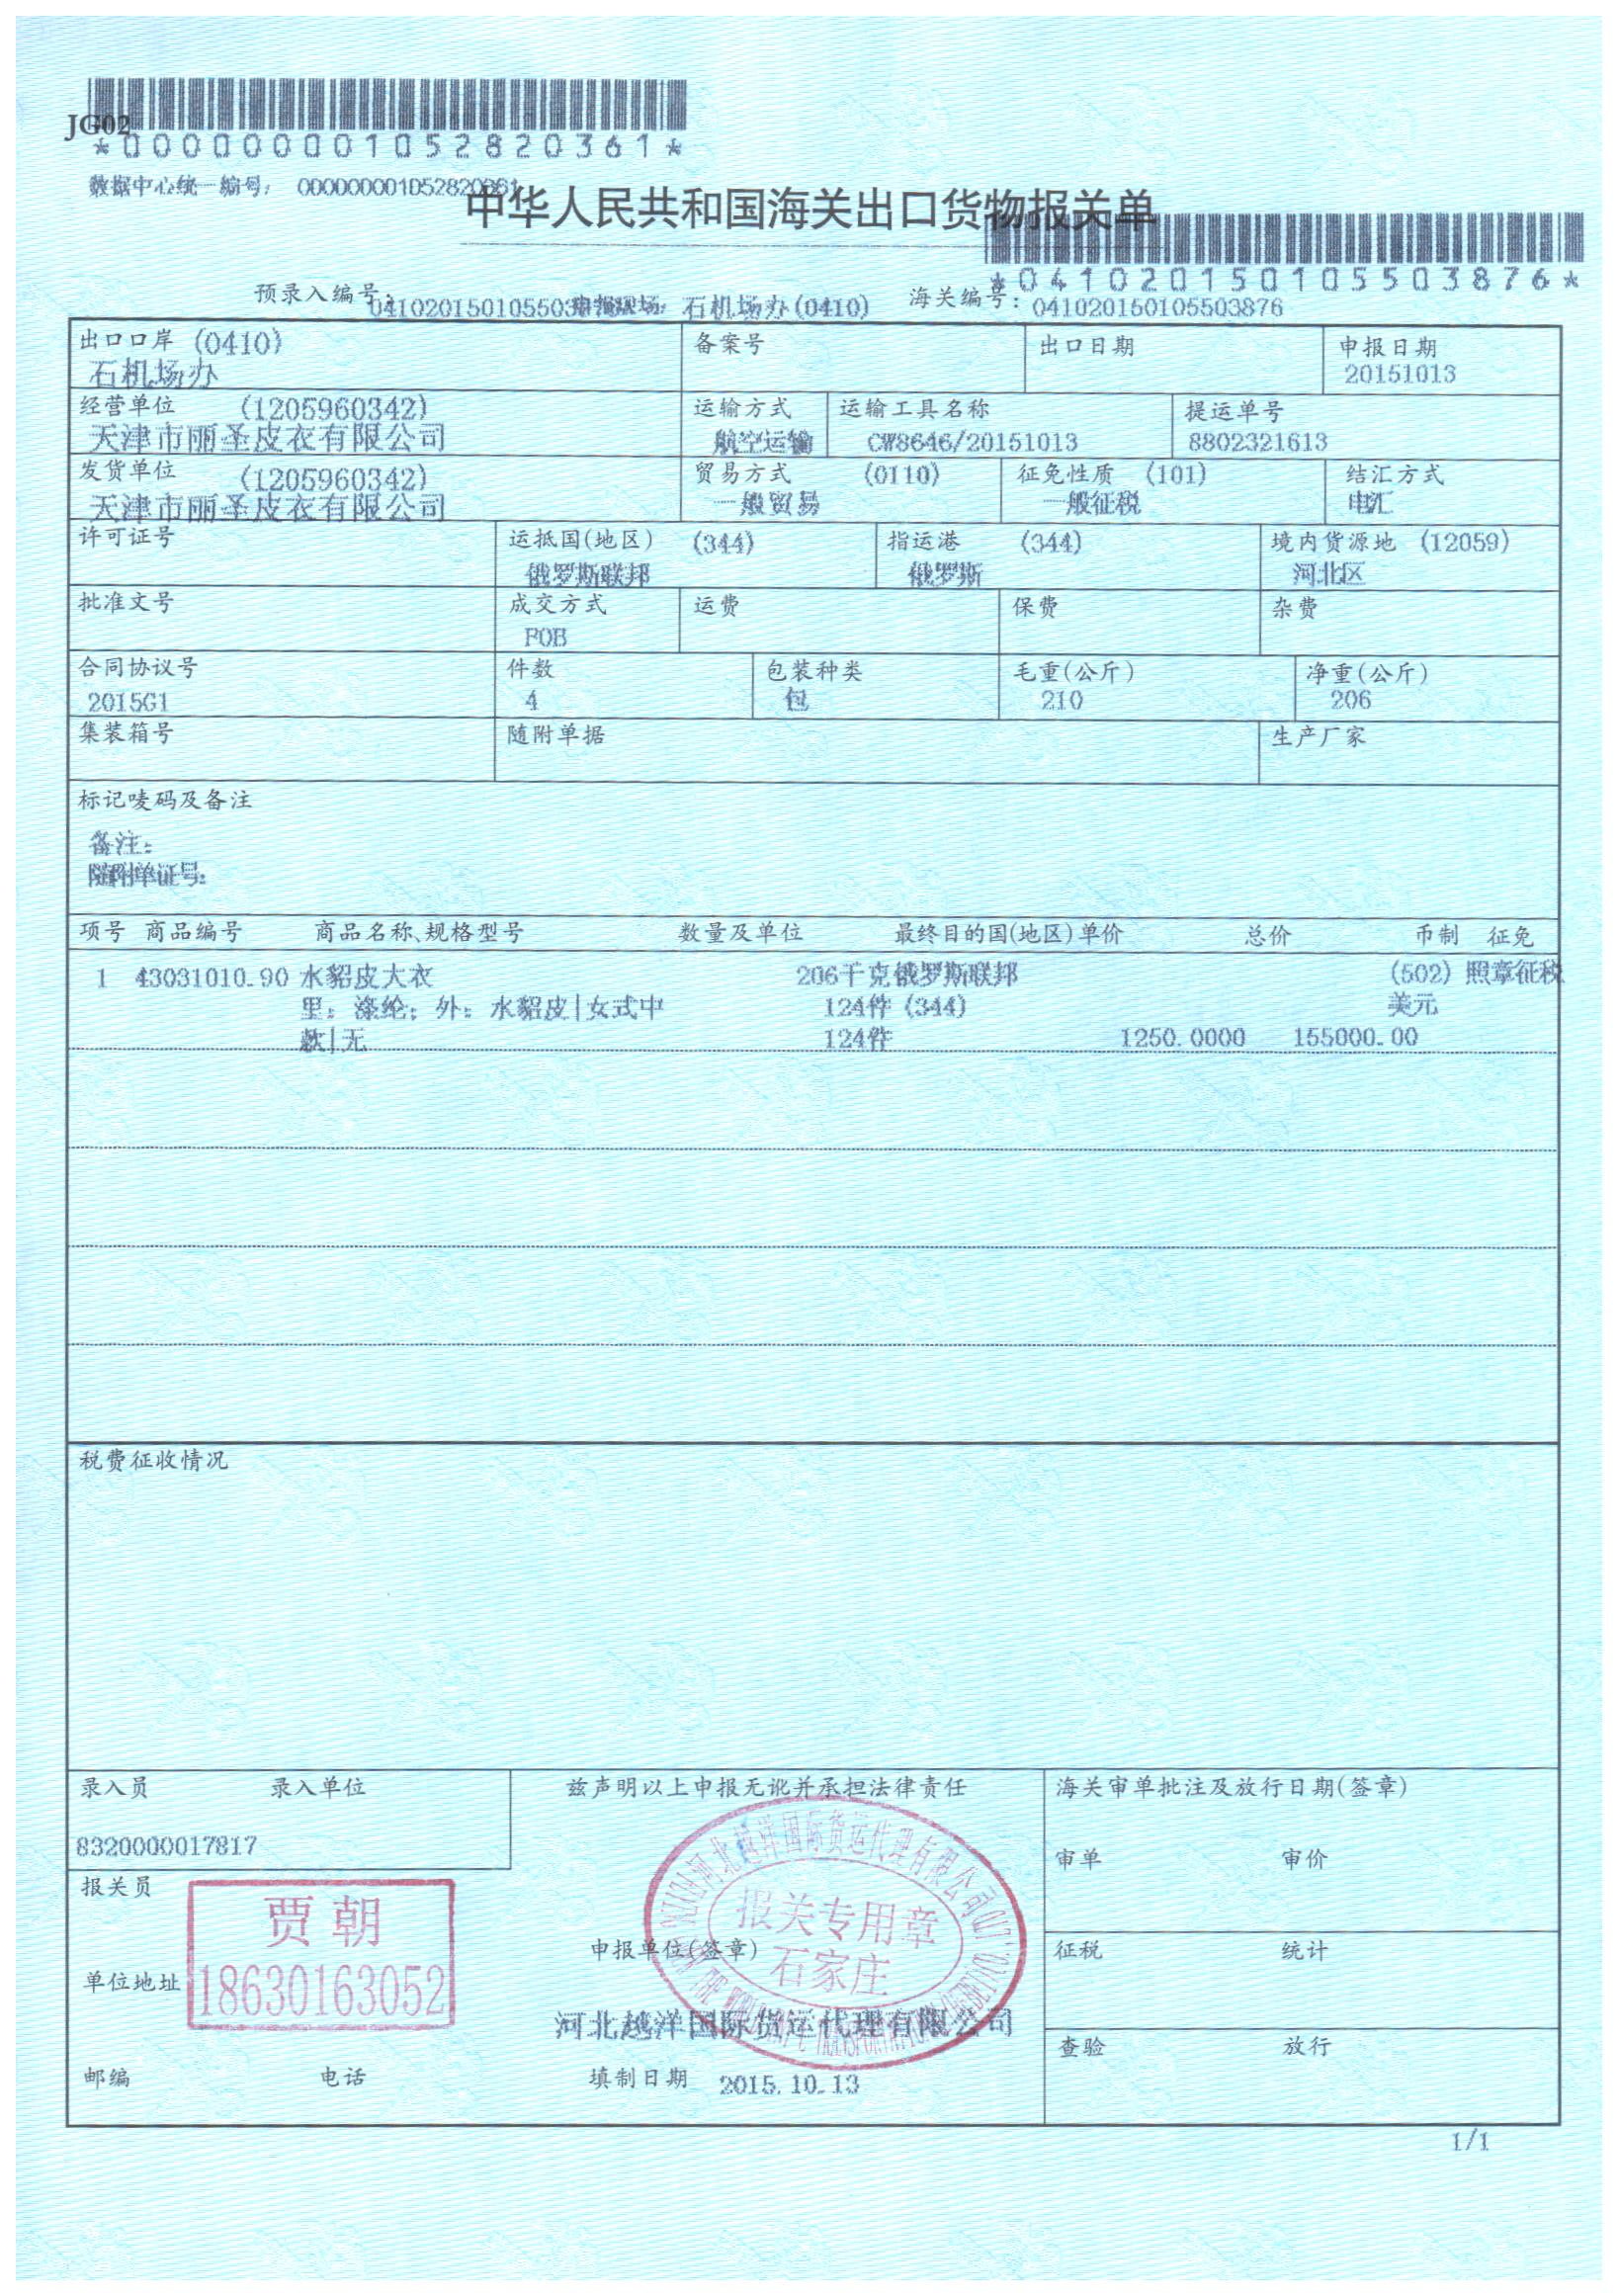 JG02
*000000001052820361*
数据中心统一编号: 000000001052820361
中华人民共和国海关出口货物报关单
*041020150105503876*
预录入编号: 申报现场: 石机场办(0410) 海关编号: 041020150105503876
出口口岸 (0410) 备案号 出口日期 申报日期
石机场办 20151013
经营单位 (1205960342) 运输方式 运输工具名称 提运单号
天津市丽圣皮衣有限公司 航空运输 CW8646/20151013 8802321613
发货单位 (1205960342) 贸易方式 (0110) 征免性质 (101) 结汇方式
天津市丽圣皮衣有限公司 一般贸易 一般征税 电汇
许可证号 运抵国(地区) (344) 指运港 (344) 境内货源地 (12059)
俄罗斯联邦 俄罗斯 河北区
批准文号 成交方式 运费 保费 杂费
FOB
合同协议号 件数 包装种类 毛重(公斤) 净重(公斤)
2015G1 4 包 210 206
集装箱号 随附单据 生产厂家
标记唛码及备注
备注:
随附单证号:
项号 商品编号 商品名称、规格型号 数量及单位 最终目的国(地区)单价 总价 币制 征免
1 43031010.90 水貂皮大衣 206千克俄罗斯联邦 (502) 照章征税
里: 涤纶; 外: 水貂皮|女式中 124件 (344) 美元
款|无 124件 1250.0000 155000.00
税费征收情况
录入员 录入单位 兹声明以上申报无讹并承担法律责任 海关审单批注及放行日期(签章)
8320000017817
审单 审价
报关员
贾朝
18630163052
河北越洋国际货运代理有限公司
报关专用章
石家庄
申报单位(签章)
征税 统计
单位地址
河北越洋国际货运代理有限公司
查验 放行
邮编 电话 填制日期 2015.10.13
1/1